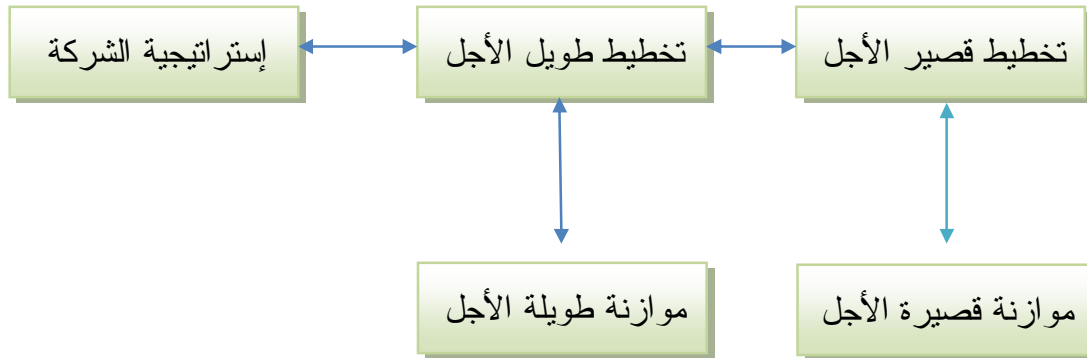 تخطيط قصير الأجل
تخطيط طويل الأجل
إستراتيجية الشركة
موازنة قصيرة الأجل
موازنة طويلة الأجل